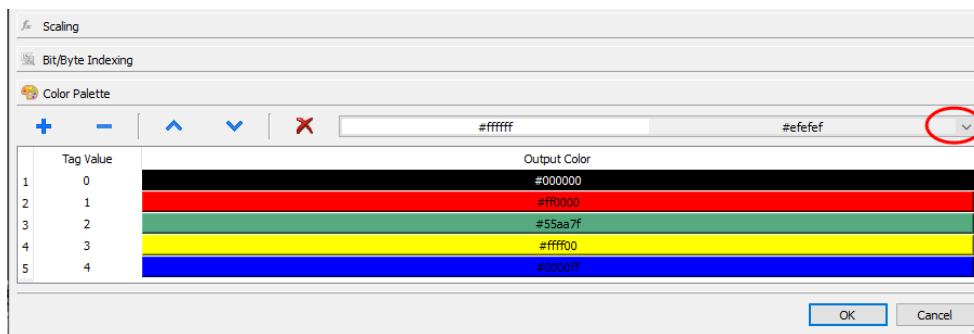 Scaling
Bit/Byte Indexing
Color Palette
#ffffff #efefef
Tag Value Output Color
1 0 #000000
2 1 #ff0000
3 2 #55aa7f
4 3 #ffff00
5 4 #0000ff
OK Cancel